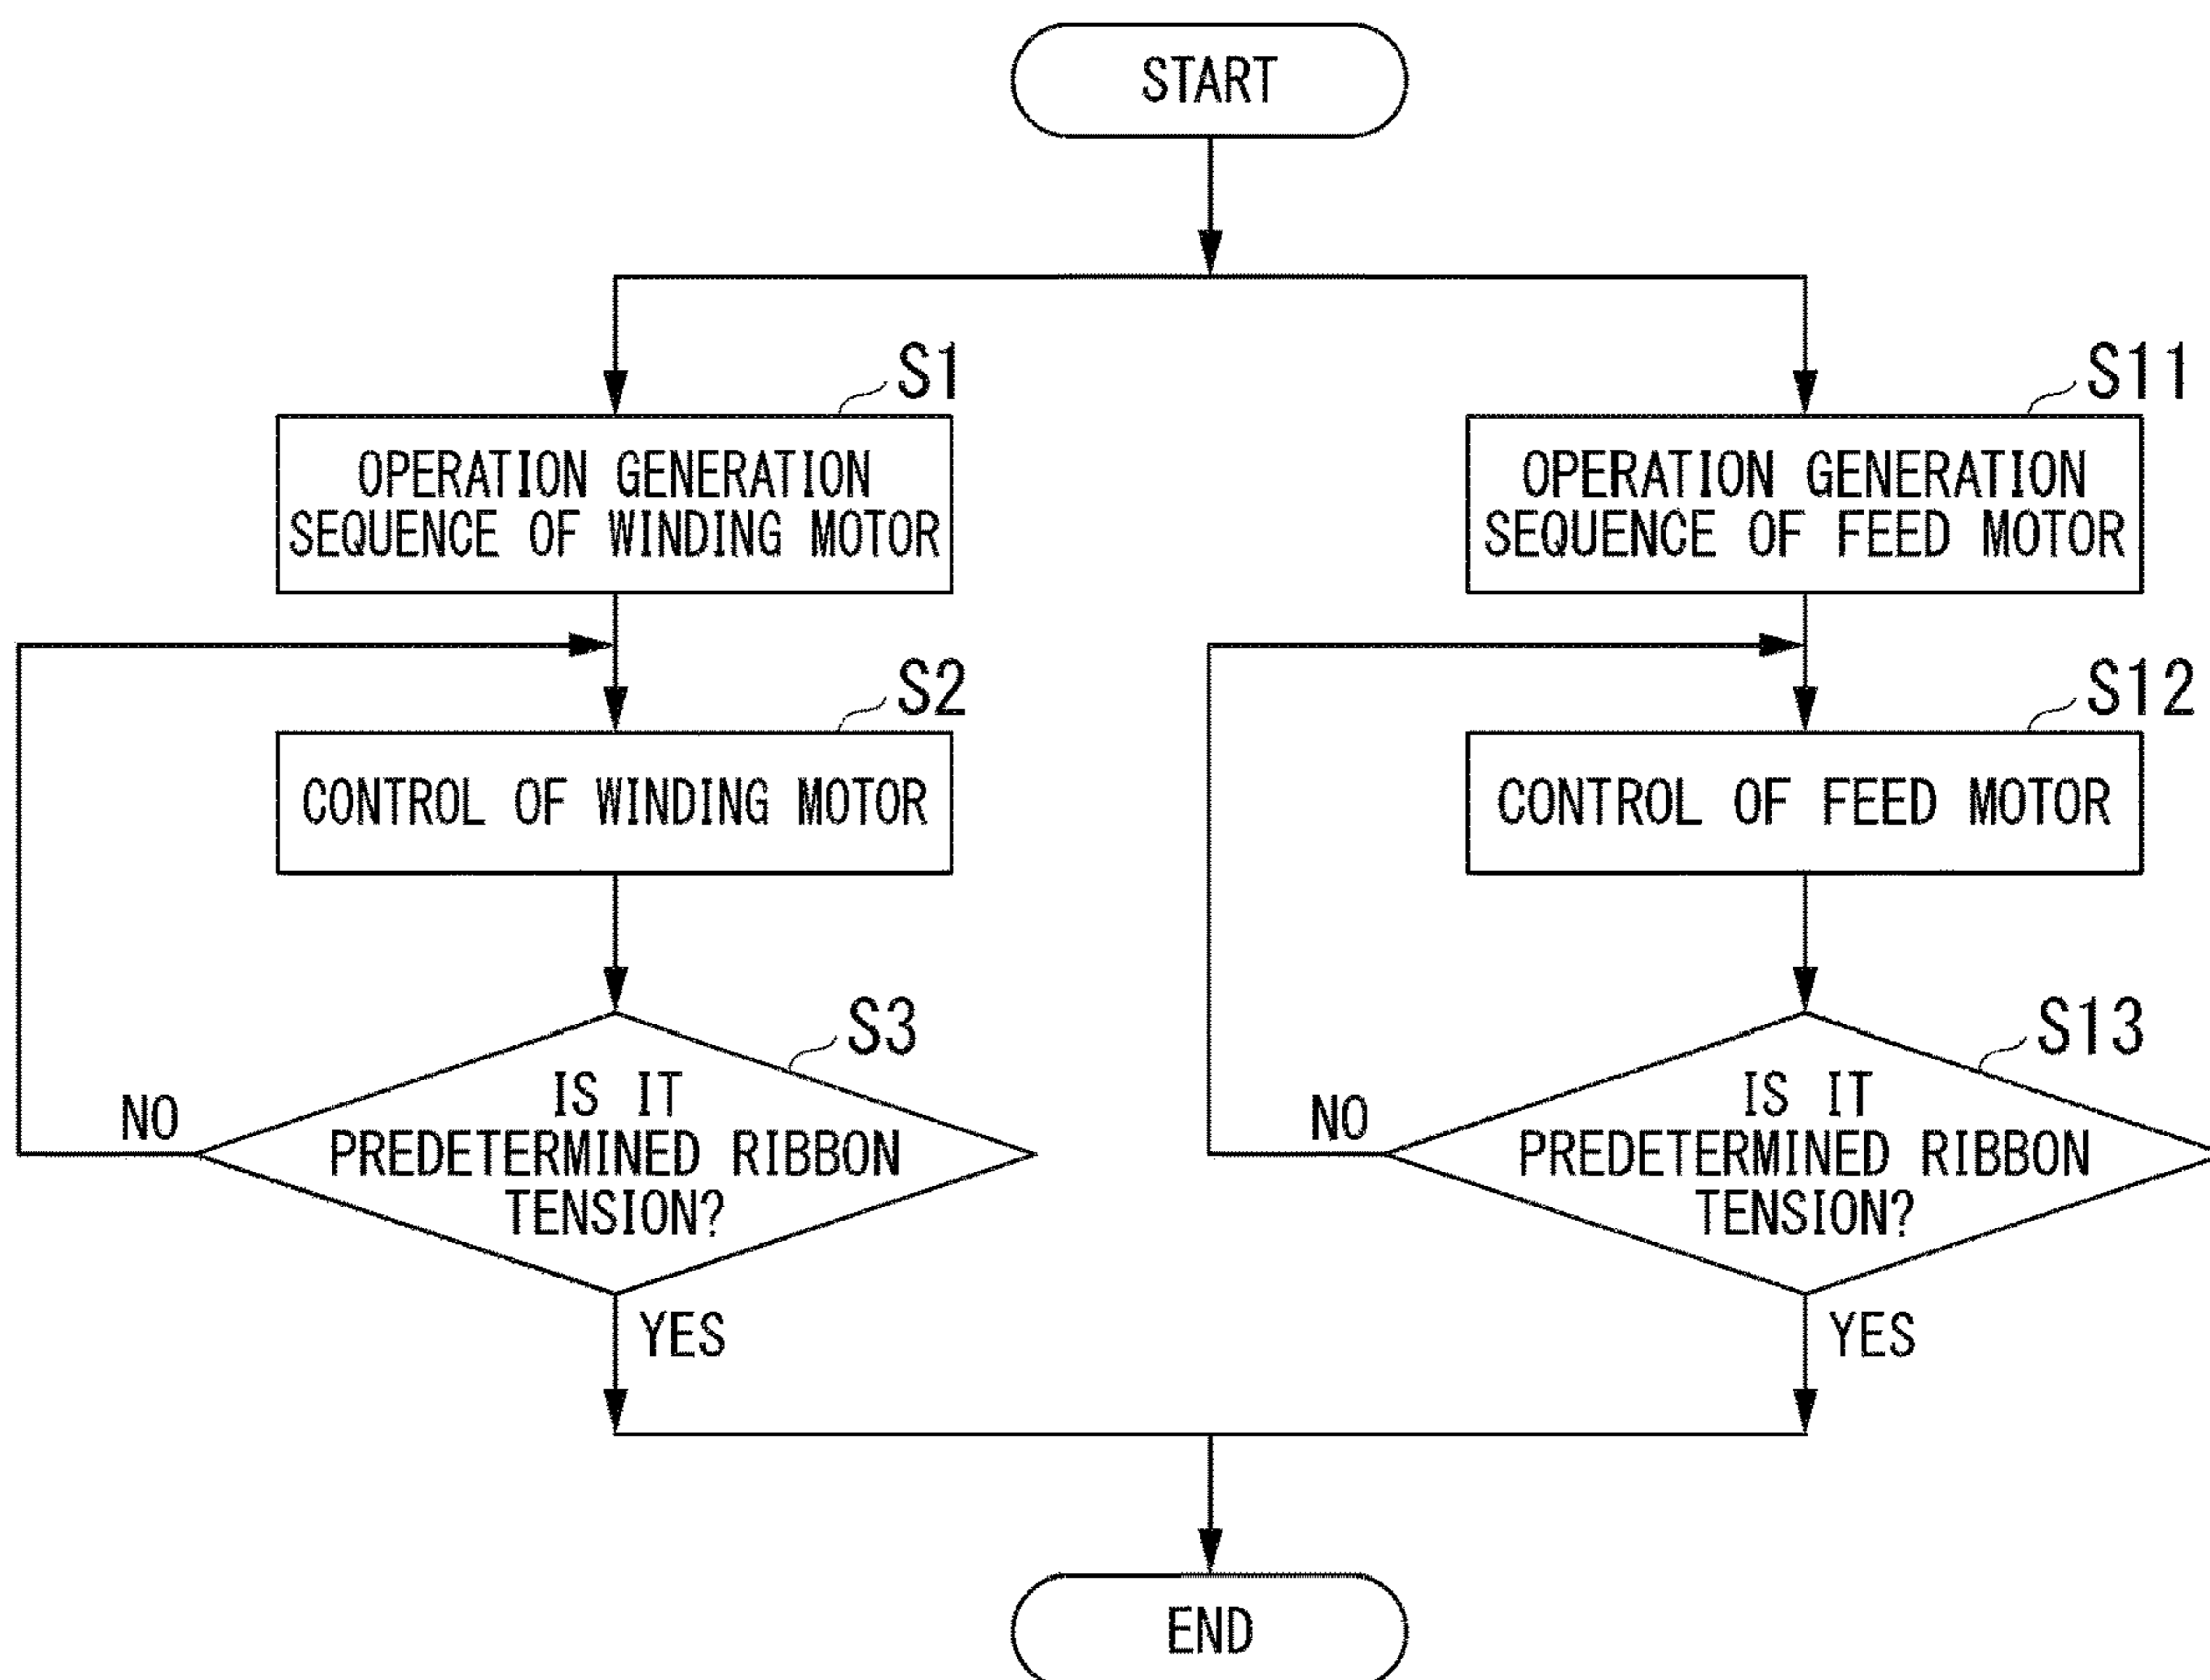 START
S1
OPERATION GENERATION
SEQUENCE OF WINDING MOTOR
S2
CONTROL OF WINDING MOTOR
S3
IS IT
PREDETERMINED RIBBON
TENSION?
NO
YES
S11
OPERATION GENERATION
SEQUENCE OF FEED MOTOR
S12
CONTROL OF FEED MOTOR
S13
IS IT
PREDETERMINED RIBBON
TENSION?
NO
YES
END